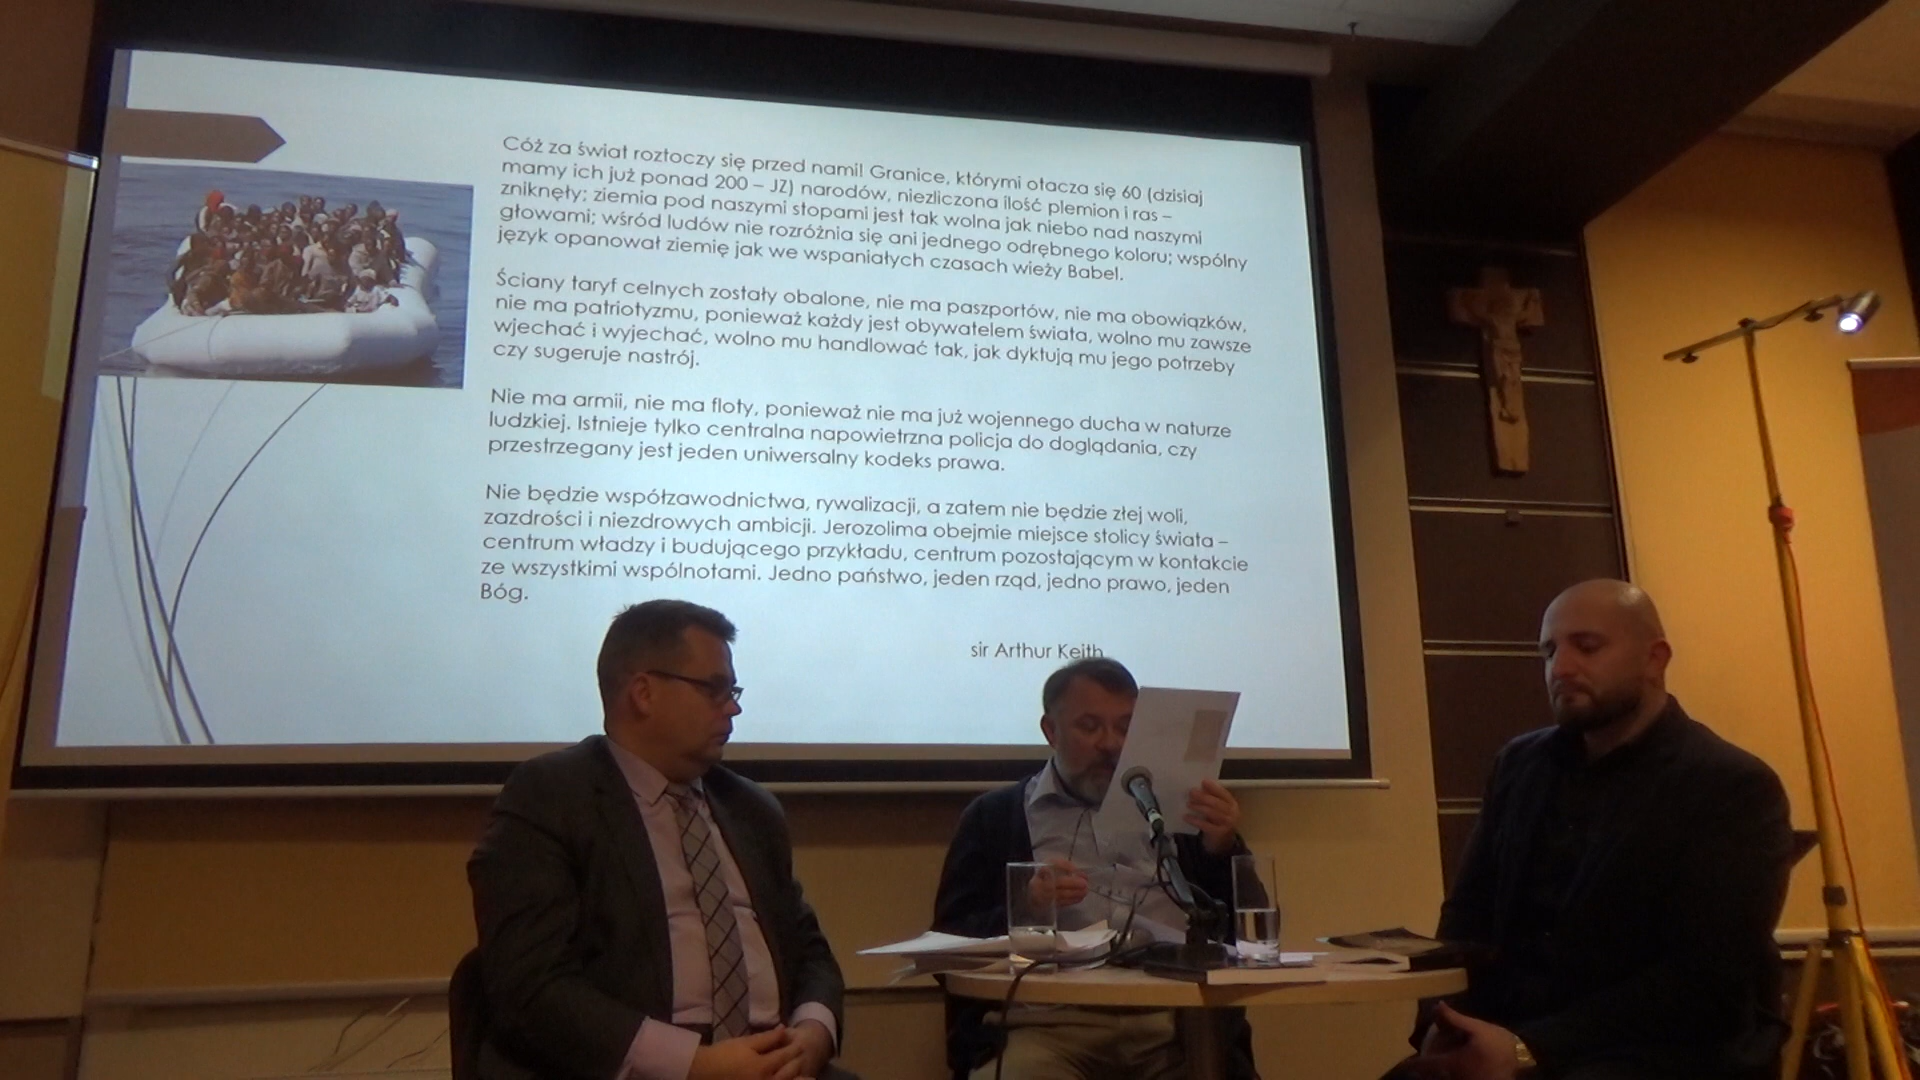 Cóż za świat roztoczy się przed nami! Granice, którymi otacza się 60 (dzisiaj
mamy ich już ponad 200 – JZ) narodów, niezliczona ilość plemion i ras –
zniknęły; ziemia pod naszymi stopami jest tak wolna jak niebo nad naszymi
głowami; wśród ludów nie rozróżnia się ani jednego odrębnego koloru; wspólny
język opanował ziemię jak we wspaniałych czasach wieży Babel.
Ściany taryf celnych zostały obalone, nie ma paszportów, nie ma obowiązków,
nie ma patriotyzmu, ponieważ każdy jest obywatelem świata, wolno mu zawsze
wjechać i wyjechać, wolno mu handlować tak, jak dyktują mu jego potrzeby
czy sugeruje nastrój.
Nie ma armii, nie ma floty, ponieważ nie ma już wojennego ducha w naturze
ludzkiej. Istnieje tylko centralna napowietrzna policja do doglądania, czy
przestrzegany jest jeden uniwersalny kodeks prawa.
Nie będzie współzawodnictwa, rywalizacji, a zatem nie będzie złej woli,
zazdrości i niezdrowych ambicji. Jerozolima obejmie miejsce stolicy świata –
centrum władzy i budującego przykładu, centrum pozostającym w kontakcie
ze wszystkimi wspólnotami. Jedno państwo, jeden rząd, jedno prawo, jeden
Bóg.
sir Arthur Keith